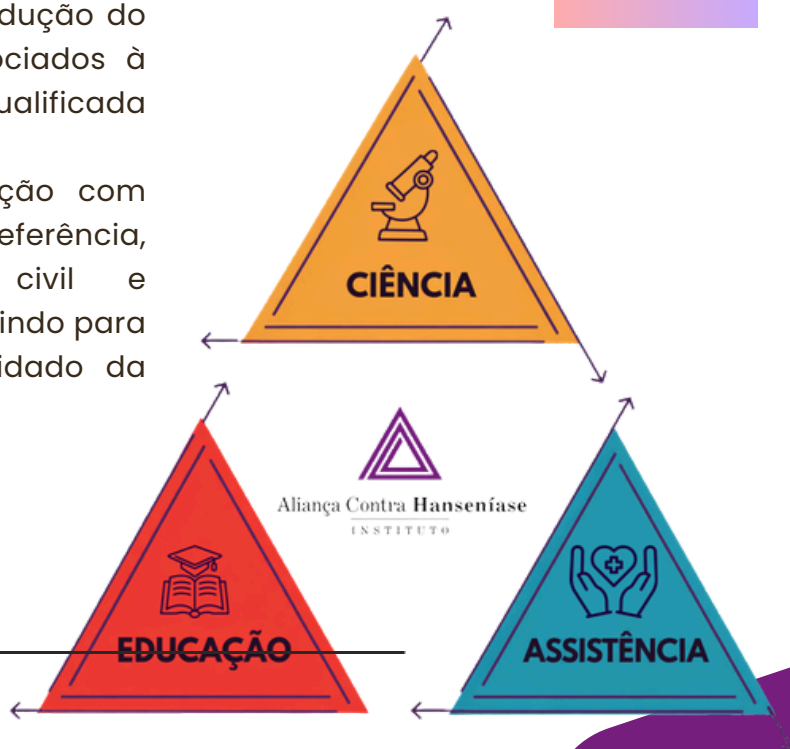 dução do
ociados à
ualificada
ção com
eferência,
civil e
indo para
idado da
CIÊNCIA
Aliança Contra Hanseníase
INSTITUTO
EDUCAÇÃO
ASSISTÊNCIA